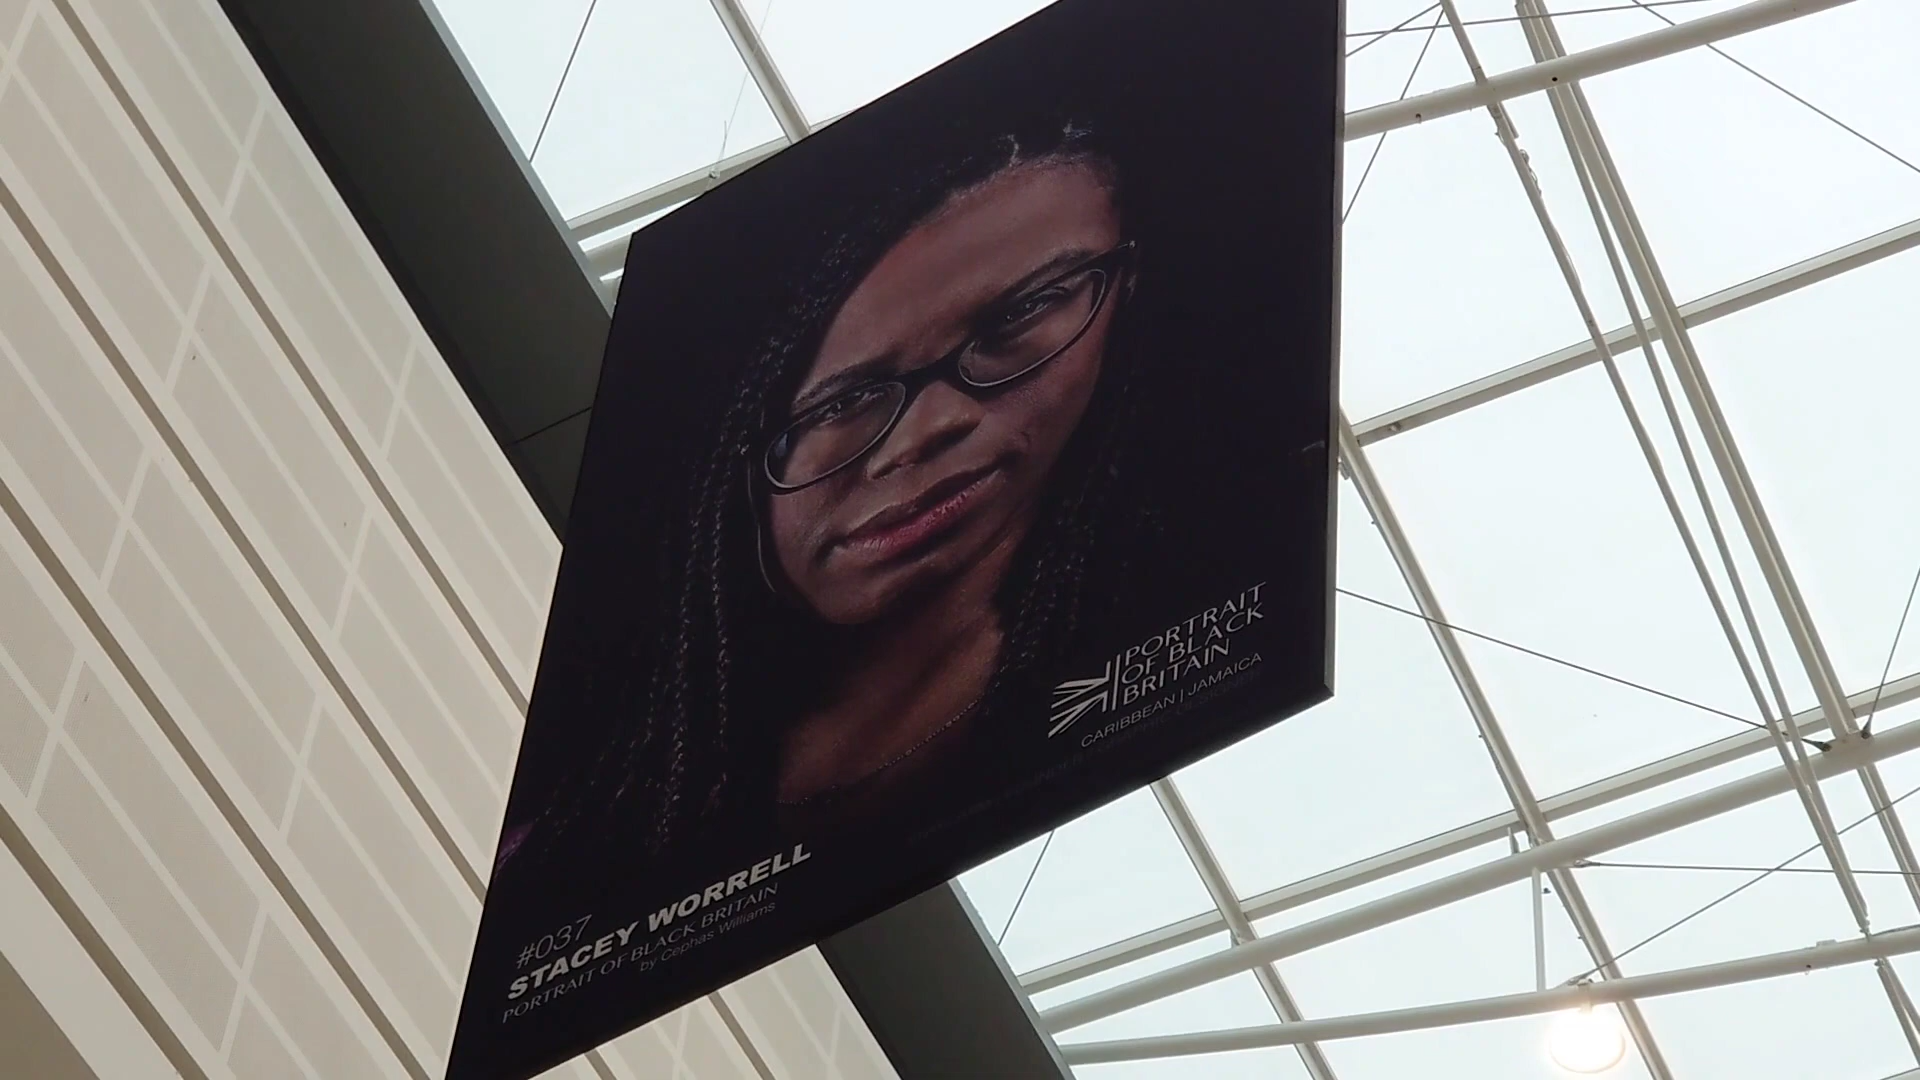 PORTRAIT
OF BLACK
BRITAIN
CARIBBEAN | JAMAICA
#037
STACEY WORRELL
PORTRAIT OF BLACK BRITAIN
by Cephas Williams